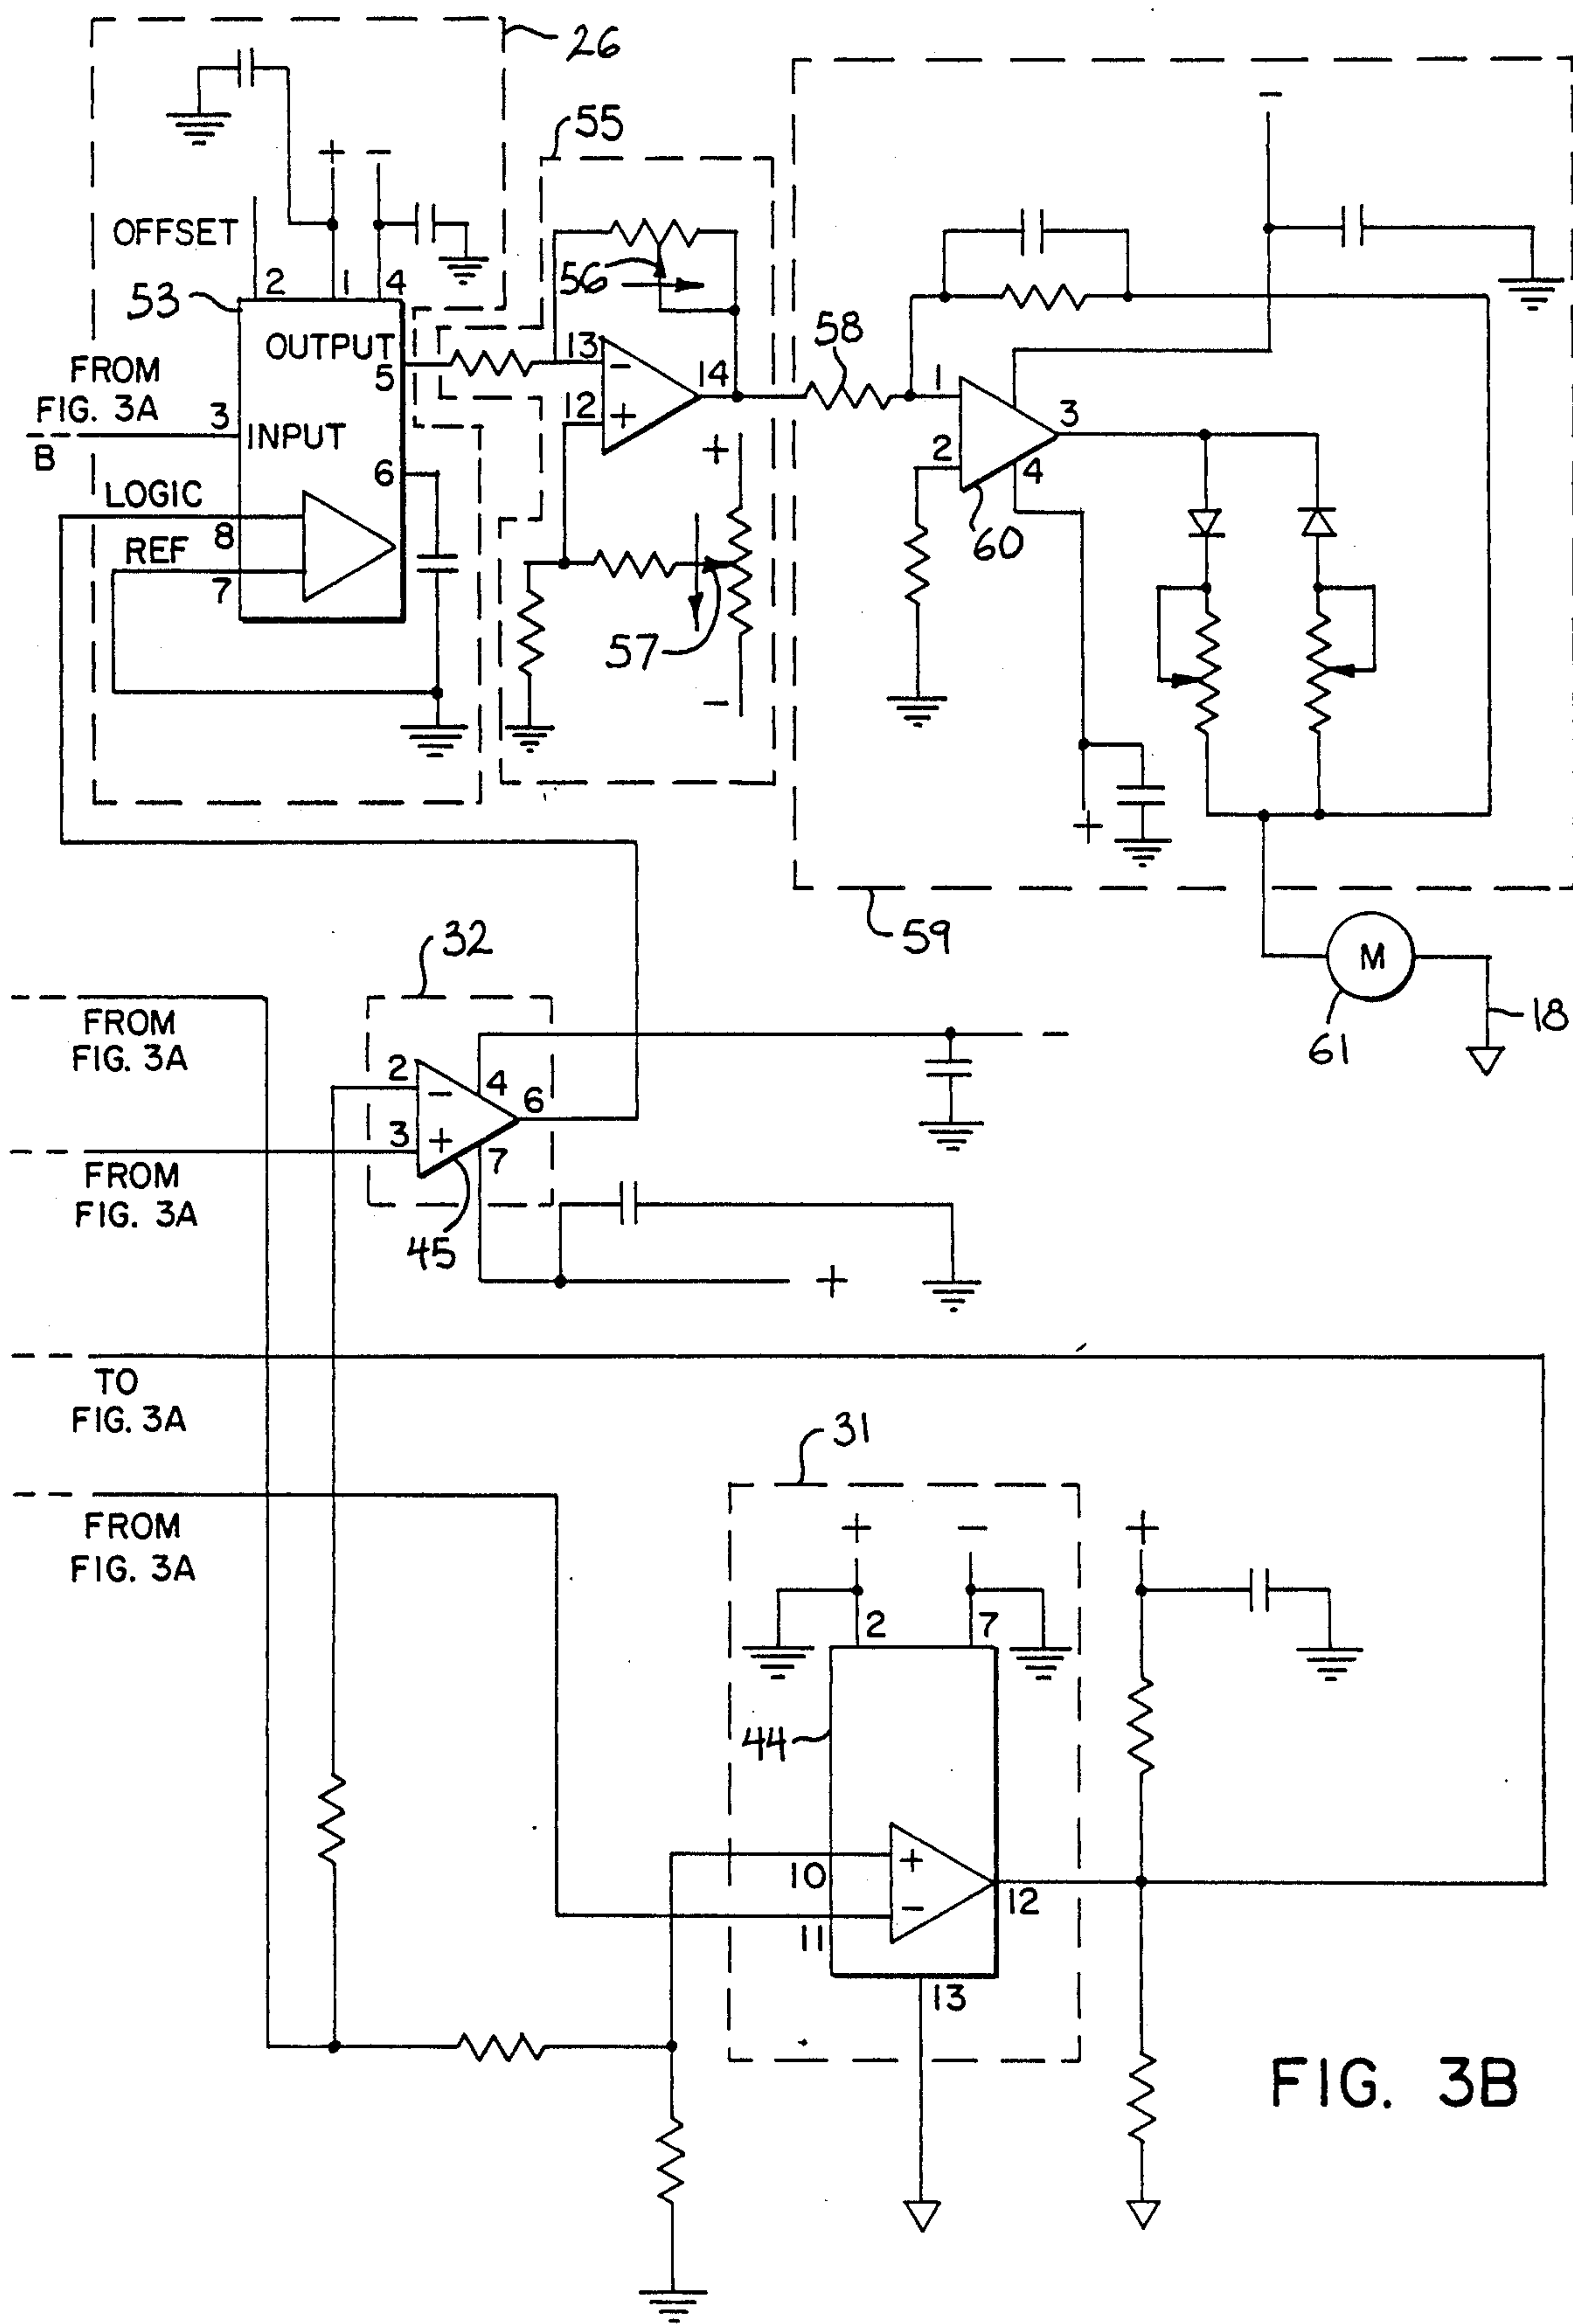 26
55
+ -
-
OFFSET
2 1 4
53
56
OUTPUT
5
13
-
14
58
12
+
FROM
FIG. 3A
B
3
INPUT
6
LOGIC
8
REF
7
1
2
3
4
60
+
57
-
+
59
M
61
18
32
FROM
FIG. 3A
2
-
4
6
-
3
+
7
FROM
FIG. 3A
45
+
TO
FIG. 3A
31
FROM
FIG. 3A
+ - +
2 7
44
10
+
11
-
12
13
FIG. 3B